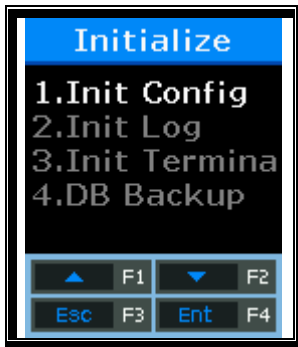 Initialize
1.Init Config
2.Init Log
3.Init Termina
4.DB Backup
F1 F2
Esc F3 Ent F4